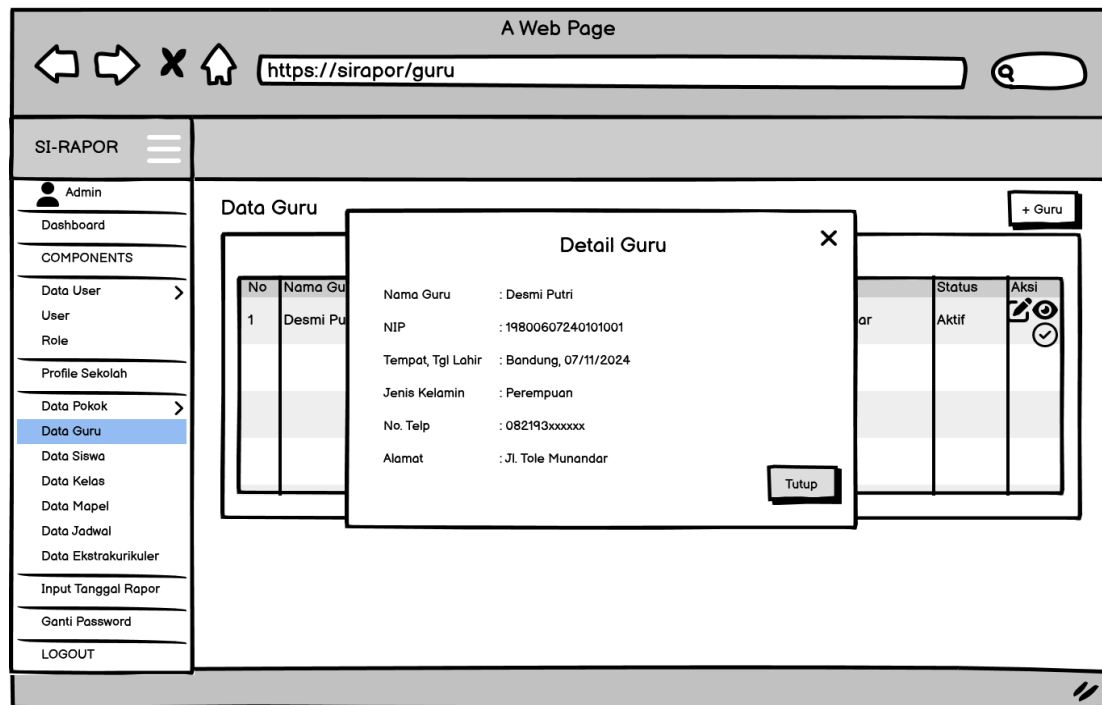 A Web Page
https://sirapor/guru
SI-RAPOR
Admin
Dashboard
COMPONENTS
Data User
User
Role
Profile Sekolah
Data Pokok
Data Guru
Data Siswa
Data Kelas
Data Mapel
Data Jadwal
Data Ekstrakurikuler
Input Tanggal Rapor
Ganti Password
LOGOUT
Data Guru
+ Guru
No Nama Gu Status Aksi
1 Desmi Pu ar Aktif
Detail Guru
Nama Guru : Desmi Putri
NIP : 19800607240101001
Tempat, Tgl Lahir : Bandung, 07/11/2024
Jenis Kelamin : Perempuan
No. Telp : 082193xxxxxx
Alamat : Jl. Tole Munandar
Tutup